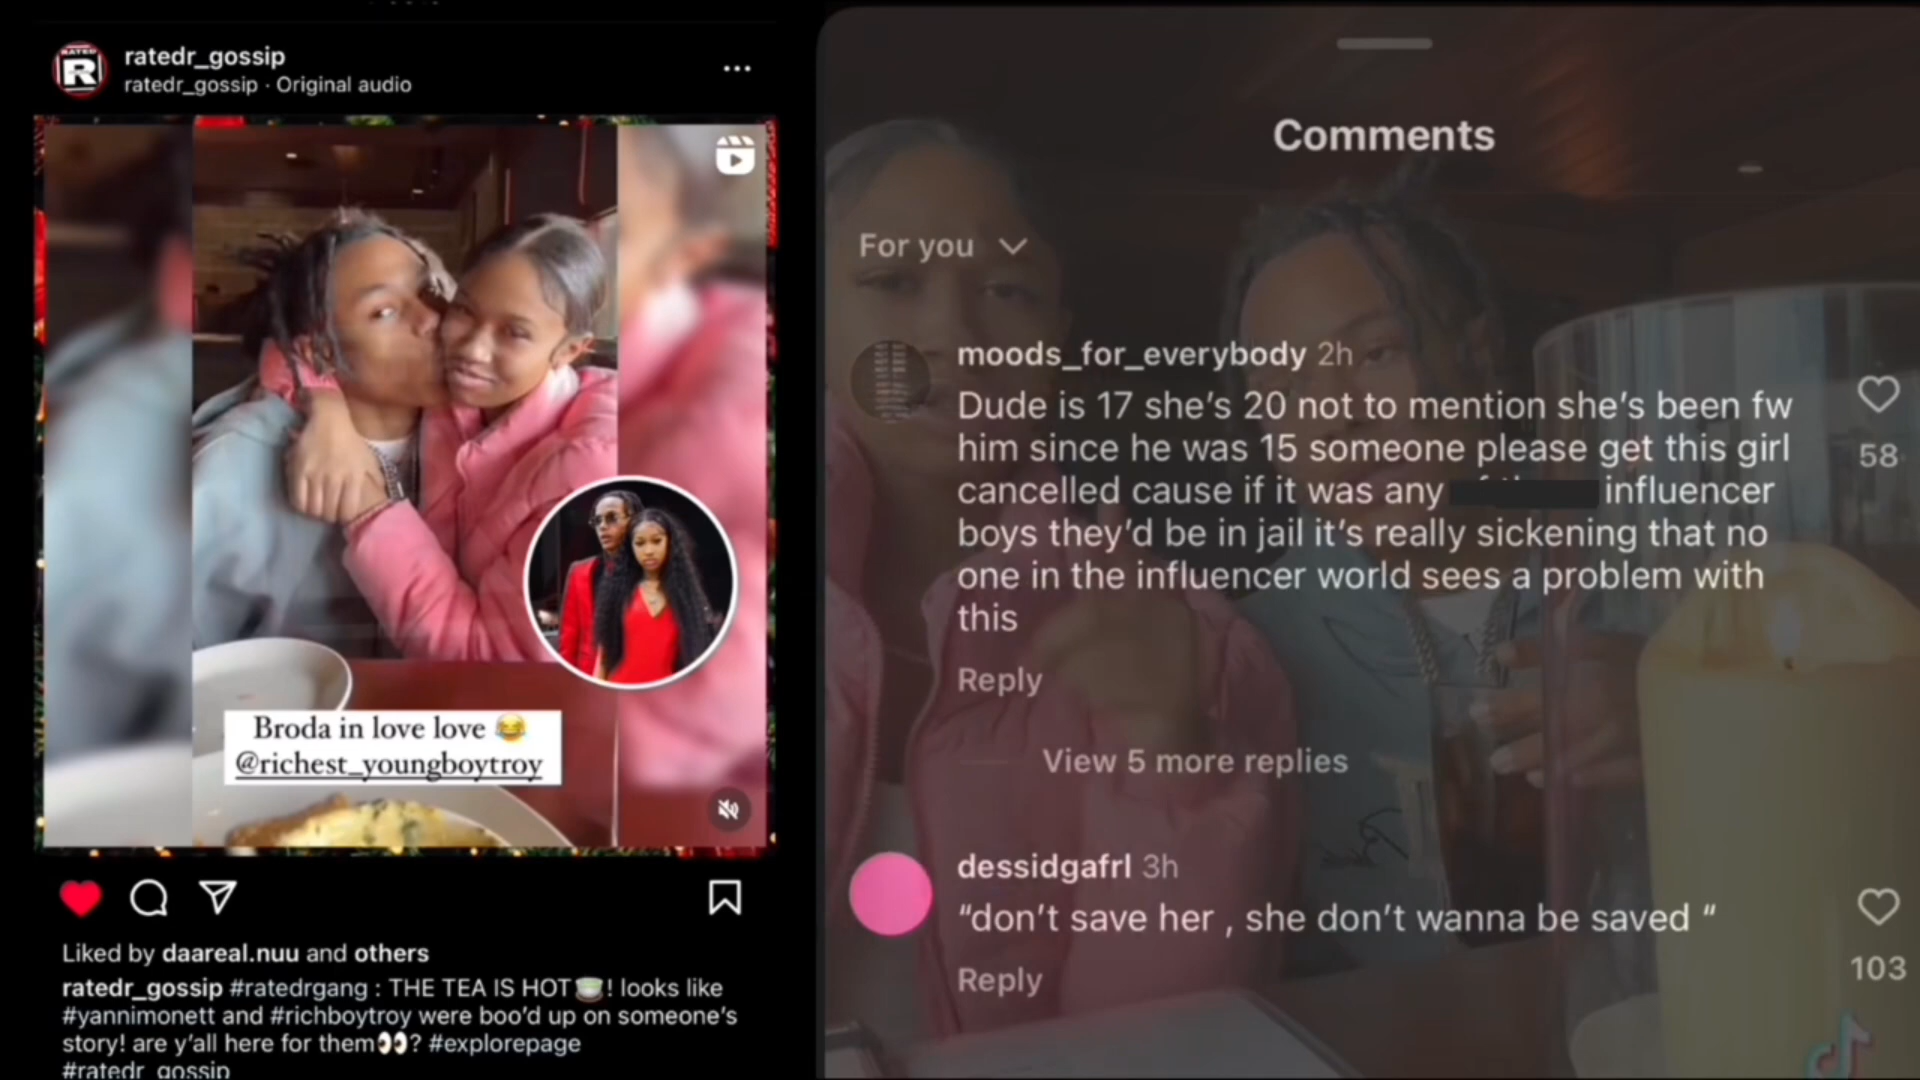 RATED
R
ratedr_gossip
ratedr_gossip · Original audio
Broda in love love 😂
@richest_youngboytroy
Liked by daareal.nuu and others
ratedr_gossip #ratedrgang : THE TEA IS HOT🍵! looks like
#yannimonett and #richboytroy were boo’d up on someone’s
story! are y’all here for them👀? #explorepage
#ratedr_gossip
Comments
For you
moods_for_everybody 2h
Dude is 17 she’s 20 not to mention she’s been fw
him since he was 15 someone please get this girl
cancelled cause if it was any influencer
boys they’d be in jail it’s really sickening that no
one in the influencer world sees a problem with
this
58
Reply
View 5 more replies
dessidgafrl 3h
“don’t save her , she don’t wanna be saved “
103
Reply